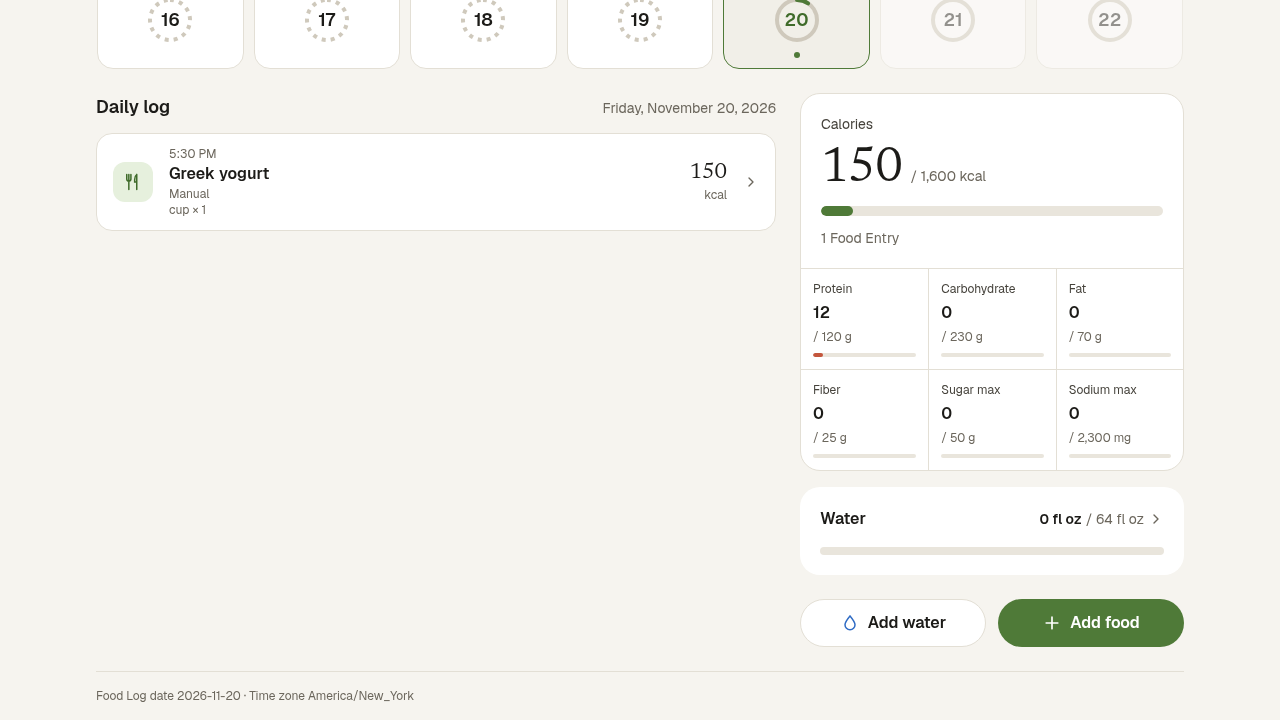 16
17
18
19
20
21
22
Daily log
Friday, November 20, 2026
5:30 PM
Greek yogurt
Manual
cup × 1
150
kcal
Calories
150 / 1,600 kcal
1 Food Entry
Protein
12
/ 120 g
Carbohydrate
0
/ 230 g
Fat
0
/ 70 g
Fiber
0
/ 25 g
Sugar max
0
/ 50 g
Sodium max
0
/ 2,300 mg
Water
0 fl oz / 64 fl oz
Add water
Add food
Food Log date 2026-11-20 · Time zone America/New_York